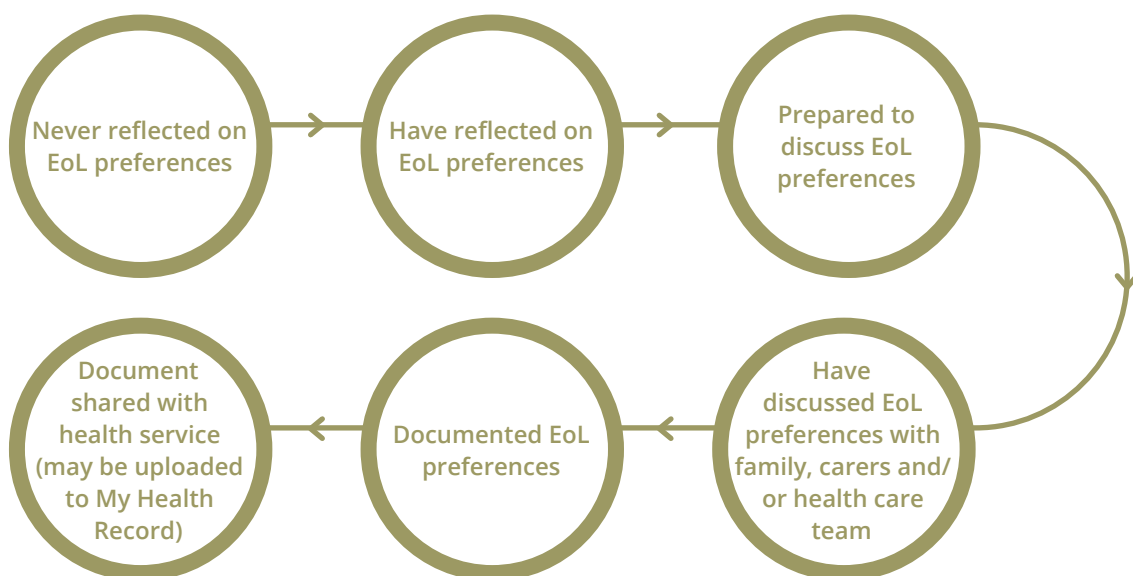 Never reflected on
EoL preferences
Have reflected on
EoL preferences
Prepared to
discuss EoL
preferences
Have
discussed EoL
preferences with
family, carers and/
or health care
team
Documented EoL
preferences
Document
shared with
health service
(may be uploaded
to My Health
Record)